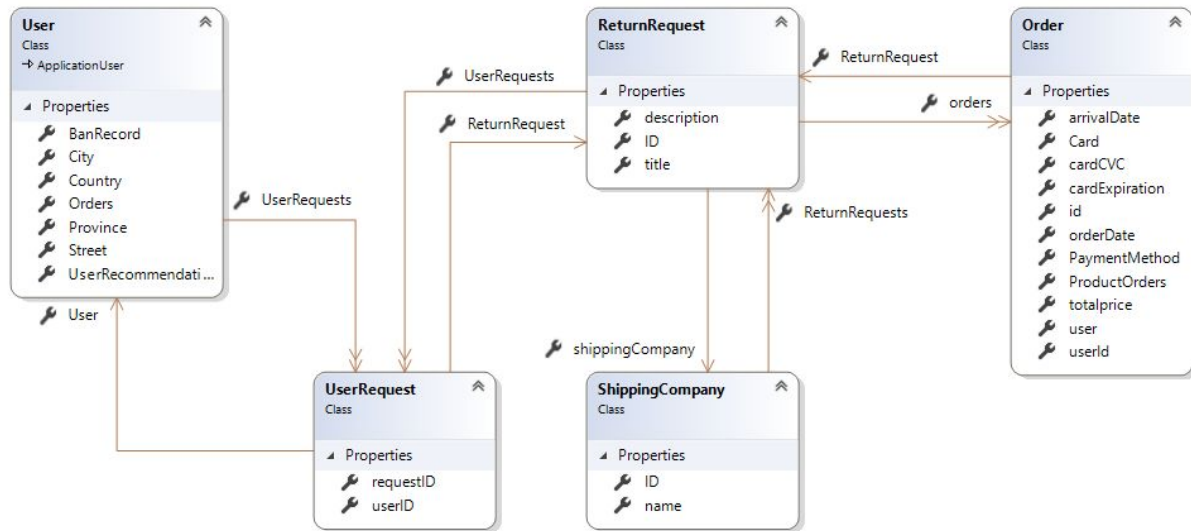 User
Class
ApplicationUser
Properties
BanRecord
City
Country
Orders
Province
Street
UserRecommendati...
UserRequests
User
UserRequests
ReturnRequest
ReturnRequest
Class
Properties
description
ID
title
ReturnRequest
orders
ReturnRequests
shippingCompany
Order
Class
Properties
arrivalDate
Card
cardCVC
cardExpiration
id
orderDate
PaymentMethod
ProductOrders
totalprice
user
userId
UserRequest
Class
Properties
requestID
userID
ShippingCompany
Class
Properties
ID
name